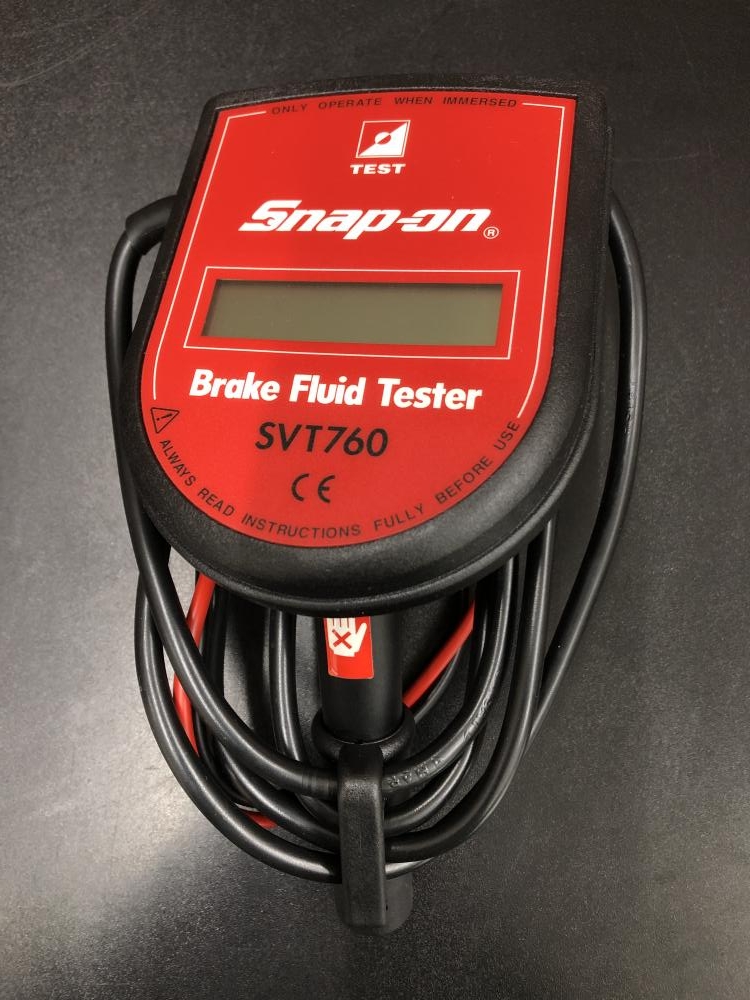 ONLY OPERATE WHEN IMMERSED
TEST
Snap-on®
Brake Fluid Tester
SVT760
CE
ALWAYS READ INSTRUCTIONS FULLY BEFORE USE